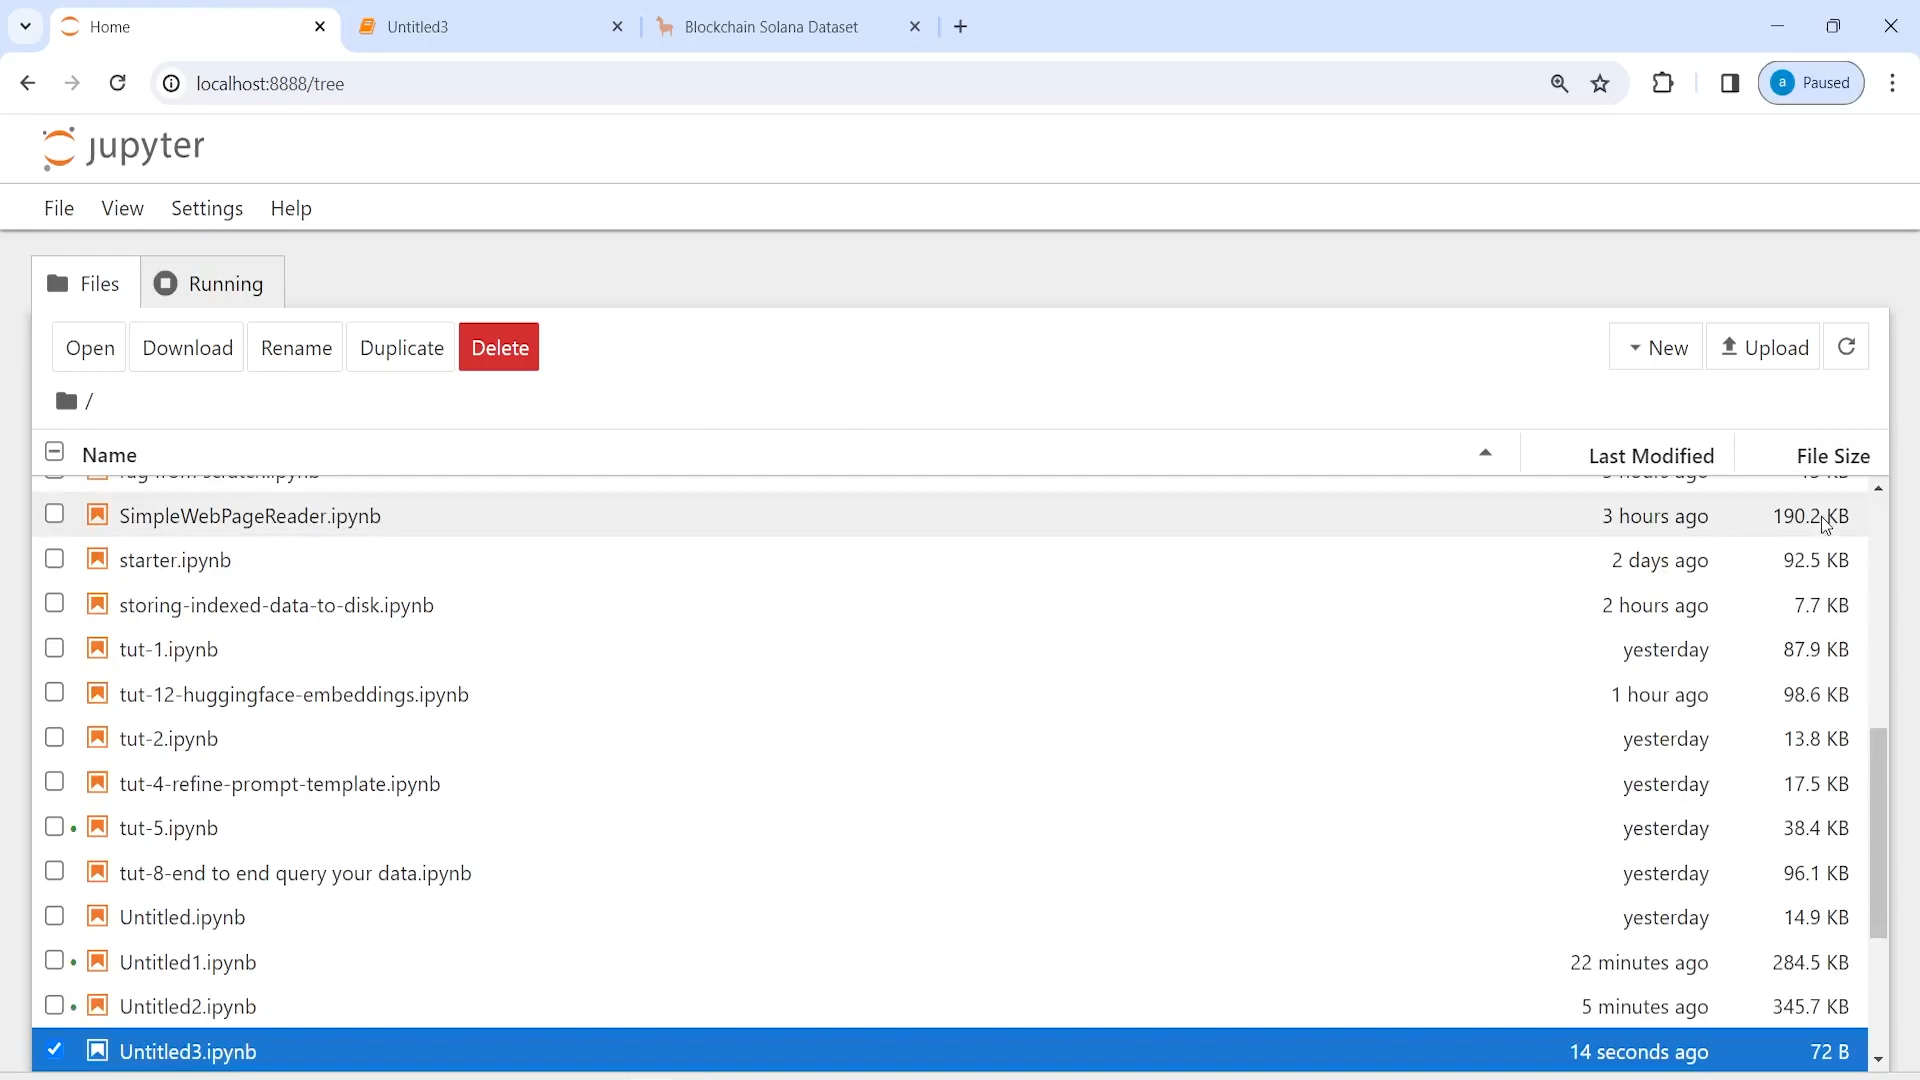 Home Untitled3 Blockchain Solana Dataset
localhost:8888/tree a Paused
jupyter
File View Settings Help
Files Running
Open Download Rename Duplicate Delete New Upload
/
Name Last Modified File Size
SimpleWebPageReader.ipynb 3 hours ago 190.2 KB
starter.ipynb 2 days ago 92.5 KB
storing-indexed-data-to-disk.ipynb 2 hours ago 7.7 KB
tut-1.ipynb yesterday 87.9 KB
tut-12-huggingface-embeddings.ipynb 1 hour ago 98.6 KB
tut-2.ipynb yesterday 13.8 KB
tut-4-refine-prompt-template.ipynb yesterday 17.5 KB
tut-5.ipynb yesterday 38.4 KB
tut-8-end to end query your data.ipynb yesterday 96.1 KB
Untitled.ipynb yesterday 14.9 KB
Untitled1.ipynb 22 minutes ago 284.5 KB
Untitled2.ipynb 5 minutes ago 345.7 KB
Untitled3.ipynb 14 seconds ago 72 B